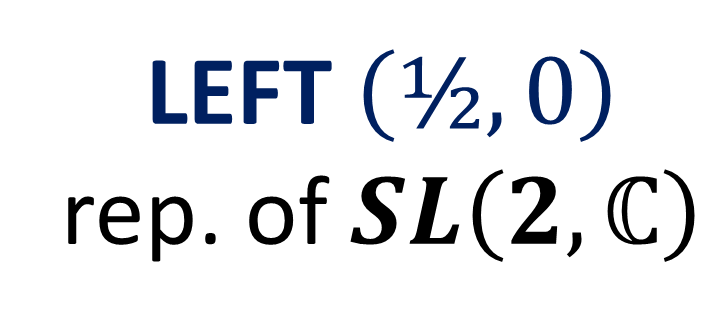 LEFT (½, 0)
rep. of SL(2, ℂ)